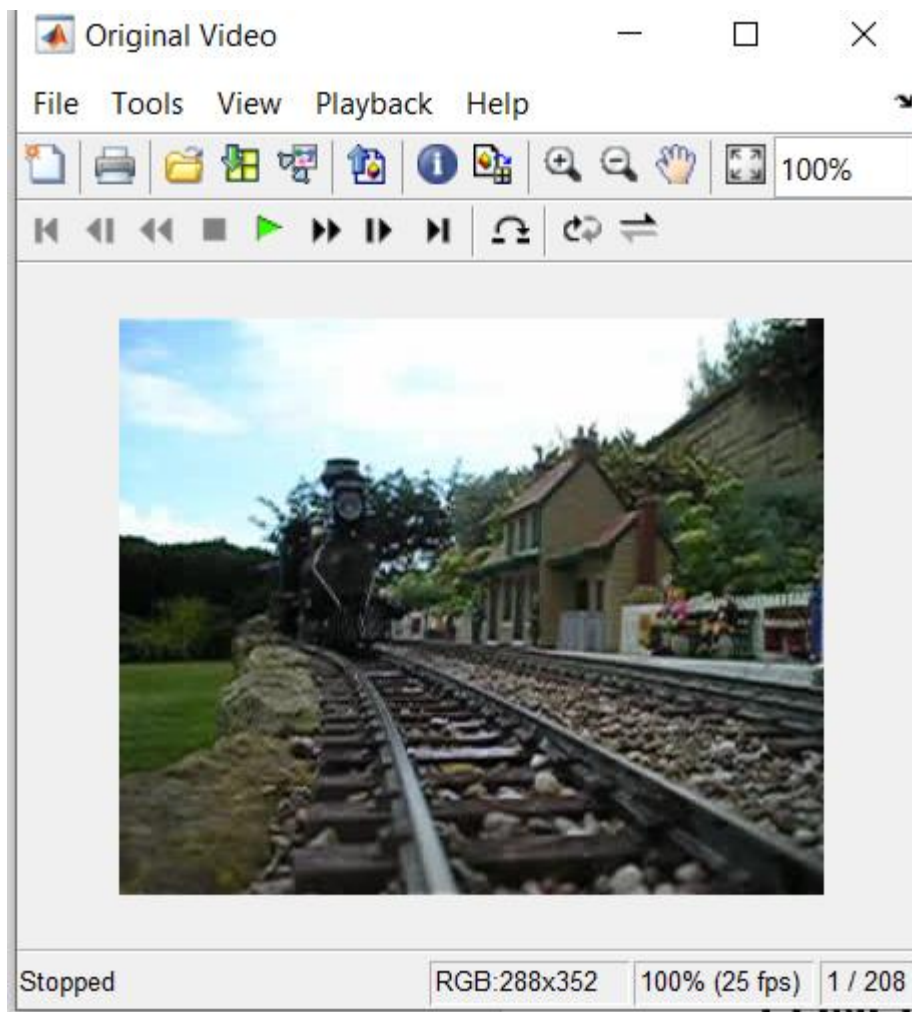 Original Video
File Tools View Playback Help
100%
Stopped RGB:288x352 100% (25 fps) 1 / 208